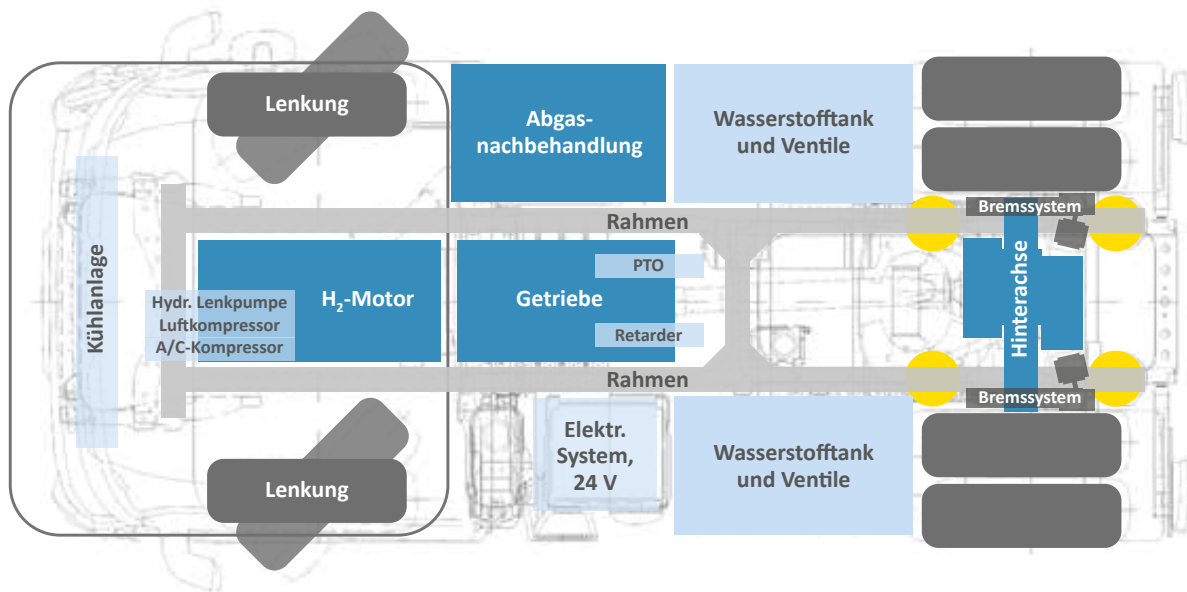 Lenkung
Abgas-
nachbehandlung
Wasserstofftank
und Ventile
Bremssystem
Rahmen
Kühlanlage
Hydr. Lenkpumpe
Luftkompressor
A/C-Kompressor
H₂-Motor
Getriebe
PTO
Retarder
Hinterachse
Rahmen
Bremssystem
Lenkung
Elektr.
System,
24 V
Wasserstofftank
und Ventile